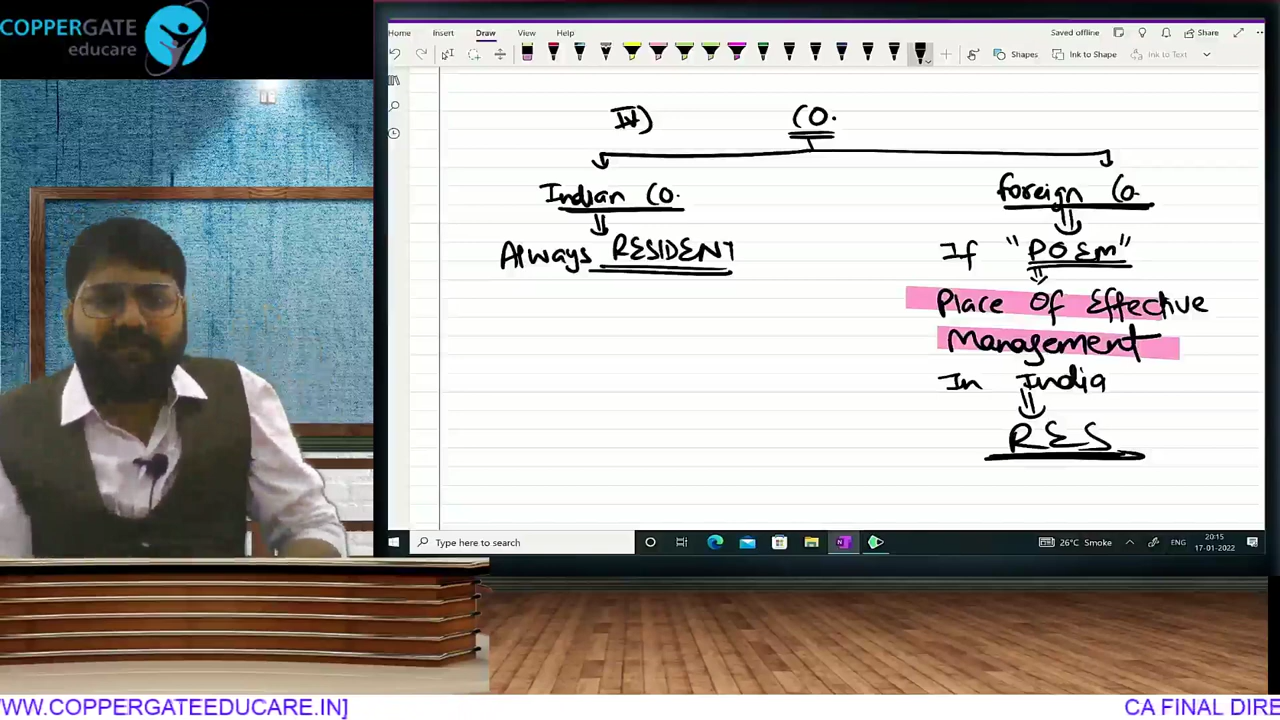 COPPERGATE
educare
Home Insert Draw View Help
Saved offline
Share
Shapes
Ink to Shape
Ink to Text
IV) CO.
Indian CO.
Foreign Co.
Always RESIDENT
If "POEM"
Place Of Effective
Management
In India
RES
Type here to search
26°C Smoke
ENG
20:15
17-01-2022
WWW.COPPERGATEEDUCARE.IN]
CA FINAL DIRE